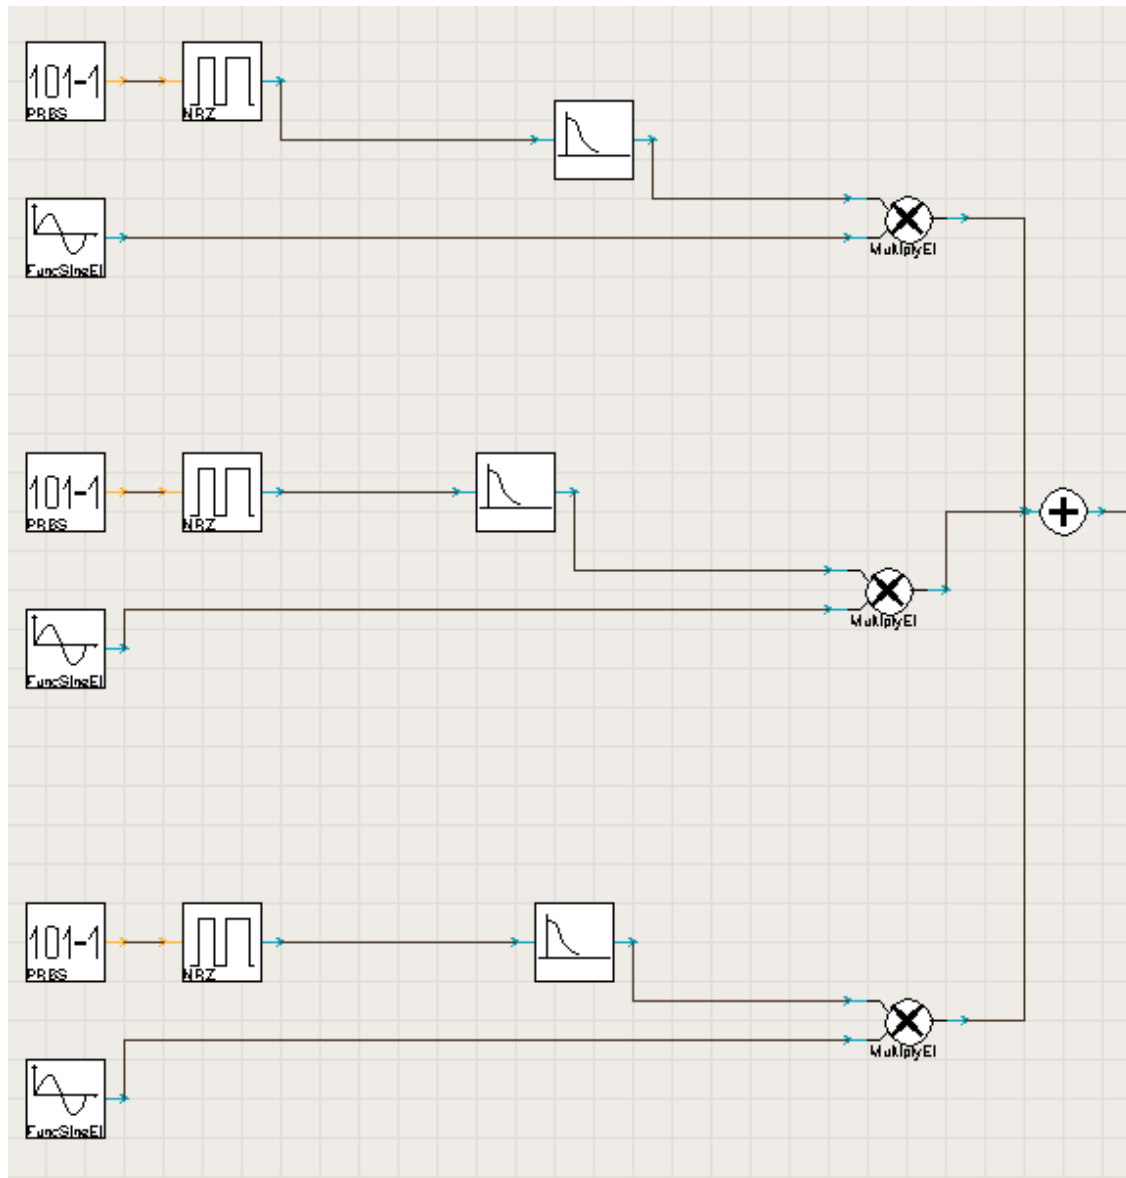 101-1
PRBS
NRZ
FuncSineEl
MultiplyEl
101-1
PRBS
NRZ
FuncSineEl
MultiplyEl
101-1
PRBS
NRZ
FuncSineEl
MultiplyEl